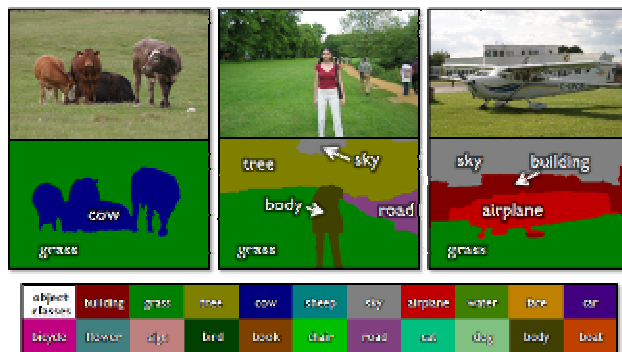 tree
sky
sky
building
cow
body
road
airplane
grass
grass
grass
object classes
building grass tree cow sheep sky airplane water face car
bicycle flower sign bird book chair road cat dog body boat